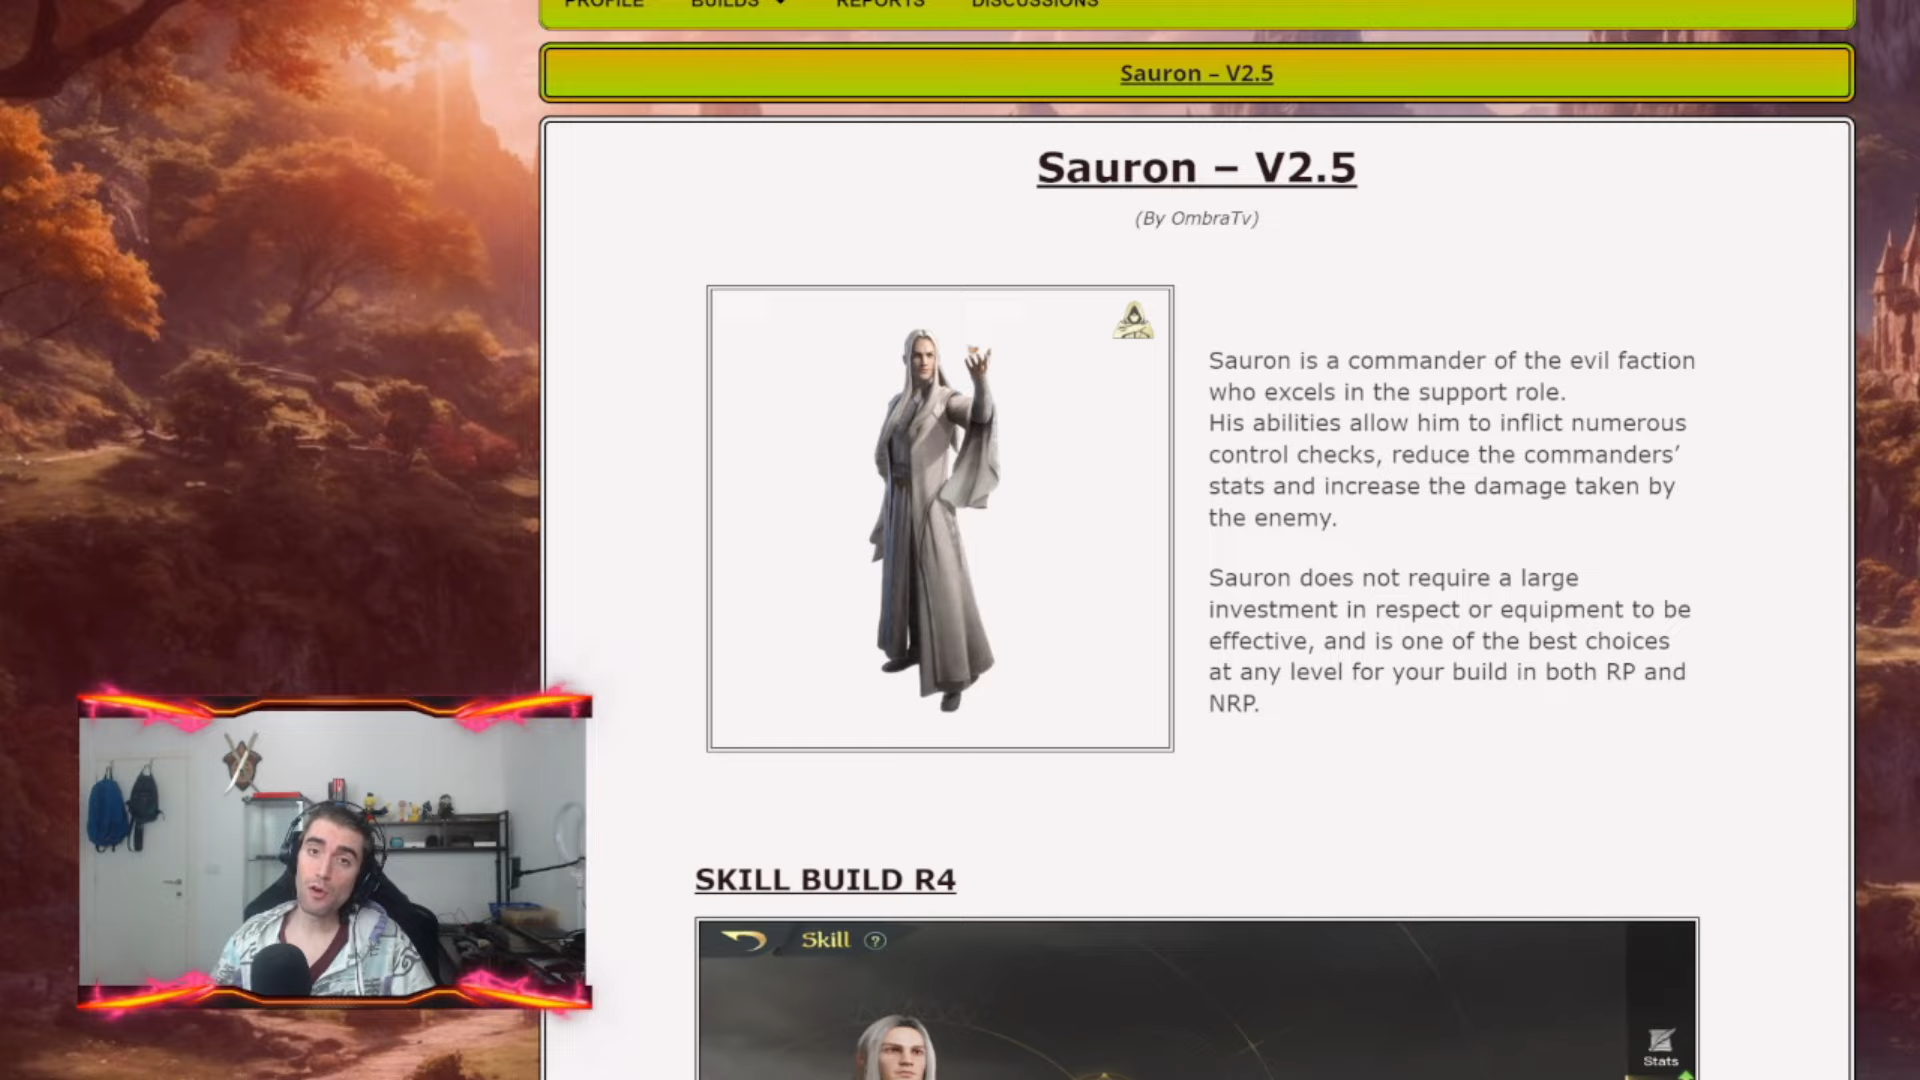 PROFILE BUILDS REPORTS DISCUSSIONS
Sauron – V2.5
Sauron – V2.5
(By OmbraTv)
Sauron is a commander of the evil faction
who excels in the support role.
His abilities allow him to inflict numerous
control checks, reduce the commanders’
stats and increase the damage taken by
the enemy.
Sauron does not require a large
investment in respect or equipment to be
effective, and is one of the best choices
at any level for your build in both RP and
NRP.
SKILL BUILD R4
Skill ?
Stats